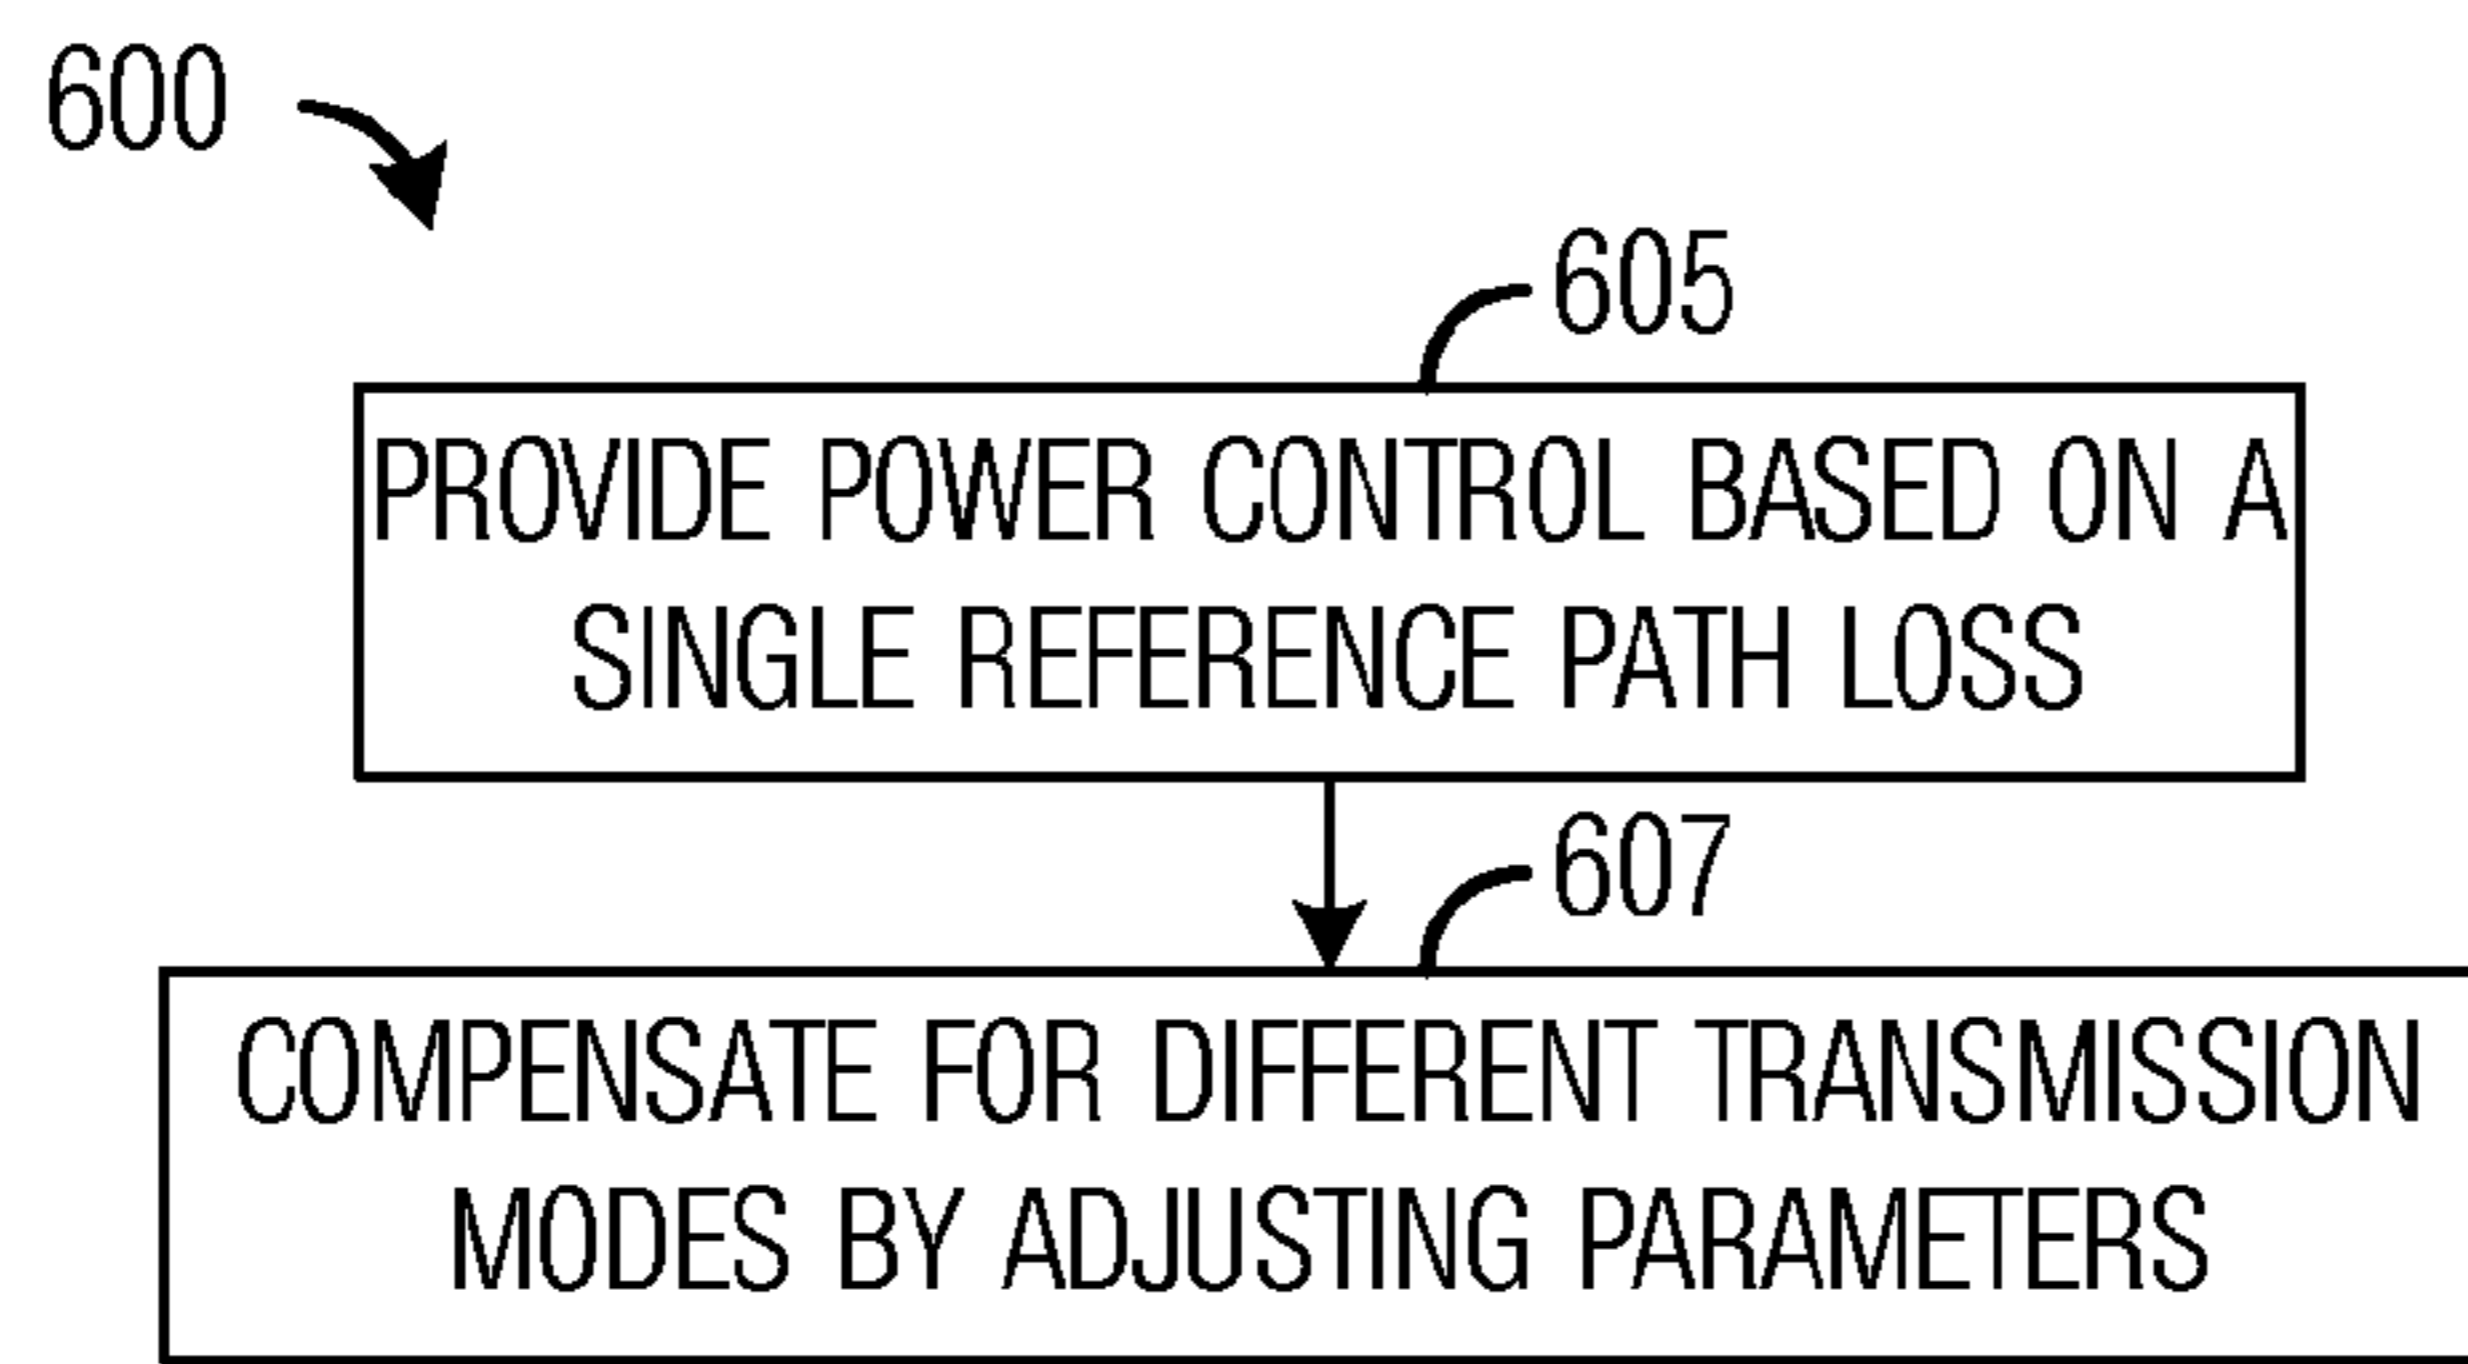 600
605
PROVIDE POWER CONTROL BASED ON A
SINGLE REFERENCE PATH LOSS
607
COMPENSATE FOR DIFFERENT TRANSMISSION
MODES BY ADJUSTING PARAMETERS